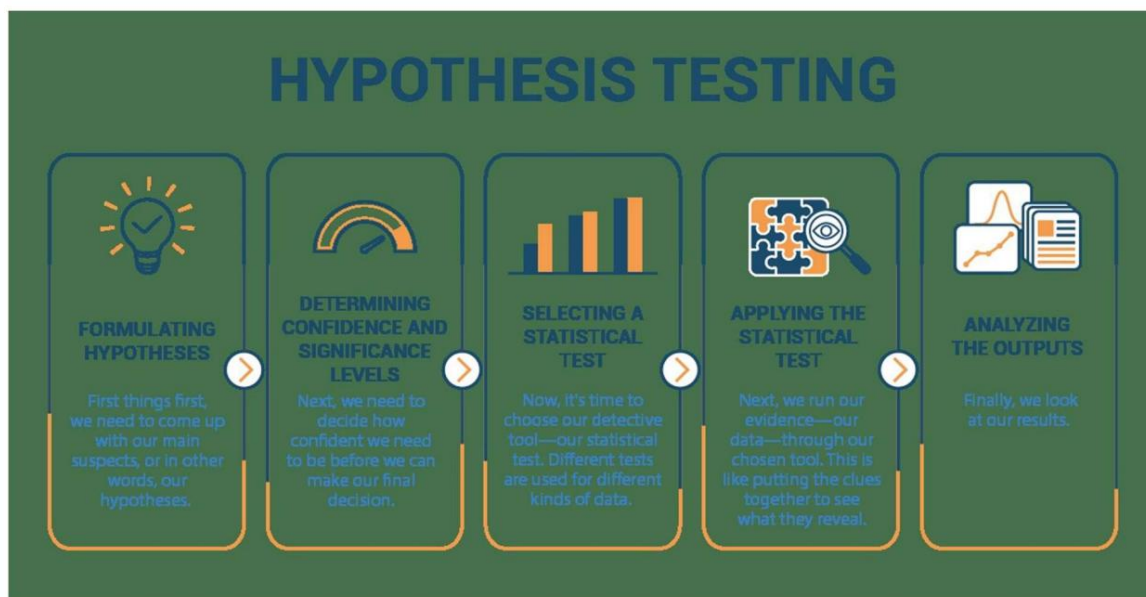 HYPOTHESIS TESTING
FORMULATING
HYPOTHESES
First things first,
we need to come up
with our main
suspects, or in other
words, our
hypotheses.
DETERMINING
CONFIDENCE AND
SIGNIFICANCE
LEVELS
Next, we need to
decide how
confident we need
to be before we can
make our final
decision.
SELECTING A
STATISTICAL
TEST
Now, it's time to
choose our detective
tool—our statistical
test. Different tests
are used for different
kinds of data.
APPLYING THE
STATISTICAL
TEST
Next, we run our
evidence—our
data—through our
chosen tool. This is
like putting the clues
together to see
what they reveal.
ANALYZING
THE OUTPUTS
Finally, we look
at our results.